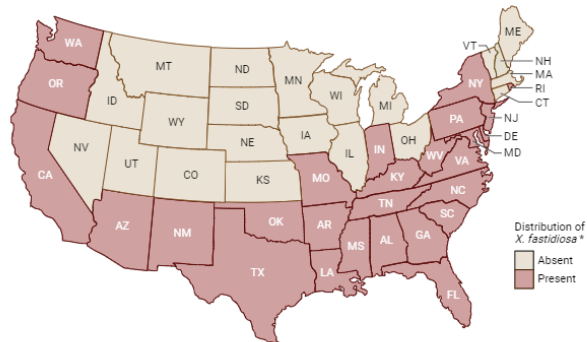 WA
ME
VT
MT
ND
NH
OR
MN
MA
ID
SD
WI
NY
RI
MI
CT
WY
IA
PA
NJ
NE
OH
DE
NV
IL
IN
MD
UT
WV
VA
CO
CA
KS
MO
KY
NC
TN
AZ
NM
OK
AR
SC
MS
AL
GA
TX
LA
FL
Distribution of
X. fastidiosa *
Absent
Present